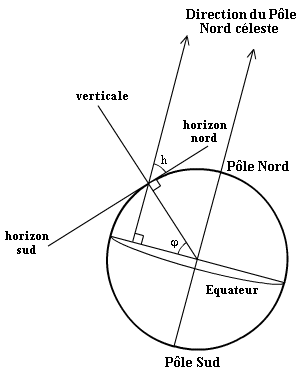 Direction du Pôle
Nord céleste
verticale
horizon
nord
h
Pôle Nord
horizon
sud
φ
Equateur
Pôle Sud